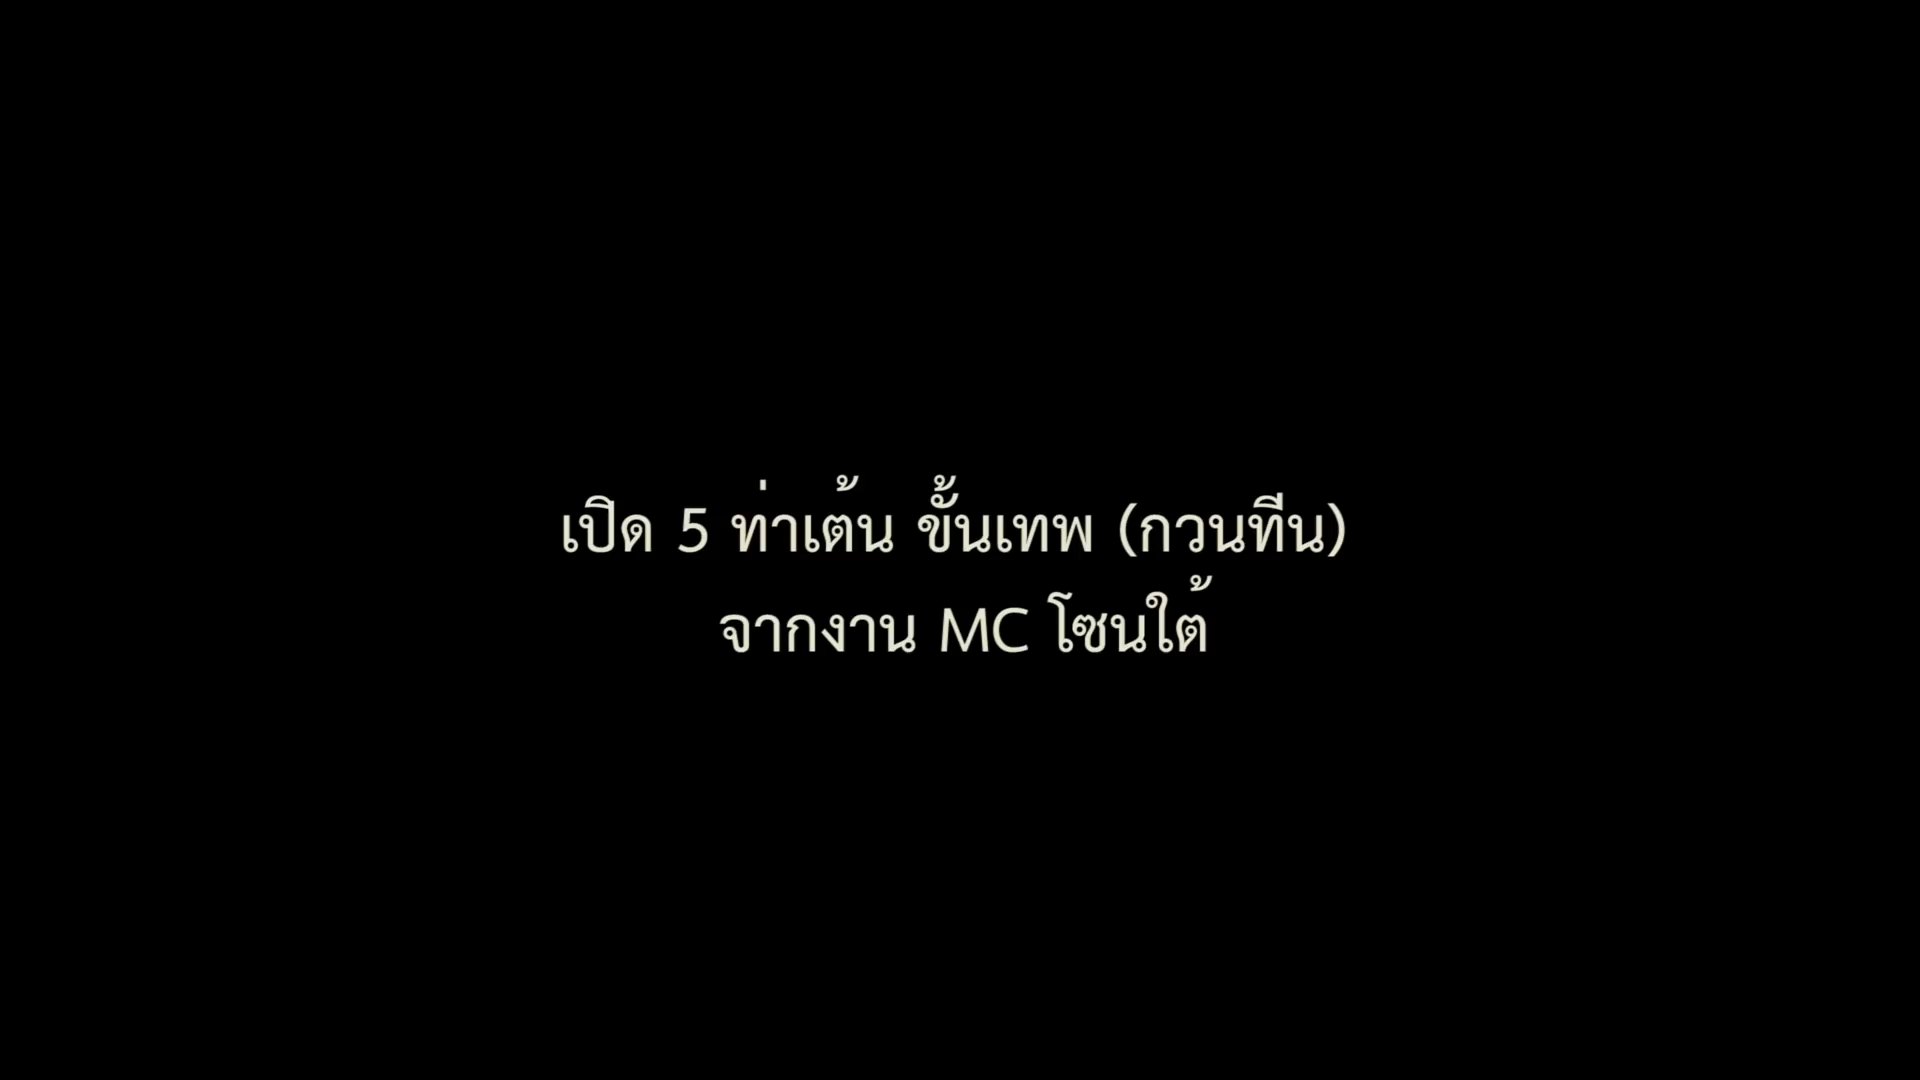 เปิด 5 ท่าเต้น ขั้นเทพ (กวนทีน)
จากงาน MC โซนใต้